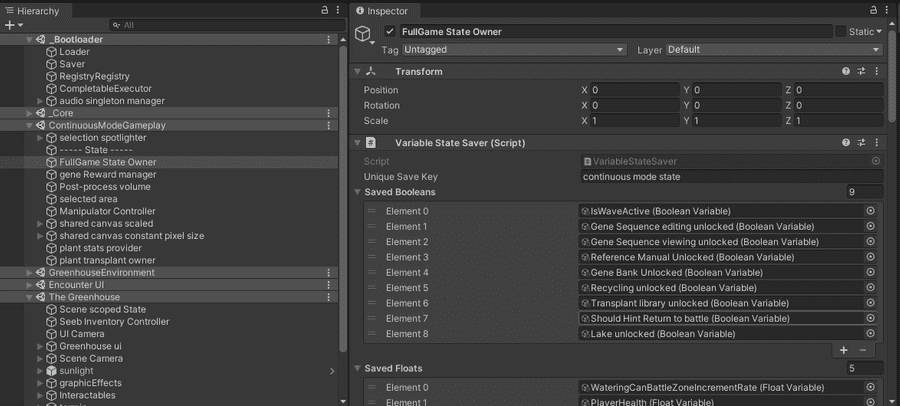 Hierarchy
All
_Bootloader
Loader
Saver
RegistryRegistry
CompletableExecutor
audio singleton manager
_Core
ContinuousModeGameplay
selection spotlighter
----- State -----
FullGame State Owner
gene Reward manager
Post-process volume
selected area
Manipulator Controller
shared canvas scaled
shared canvas constant pixel size
plant stats provider
plant transplant owner
GreenhouseEnvironment
Encounter UI
The Greenhouse
Scene scoped State
Seeb Inventory Controller
UI Camera
Greenhouse ui
Scene Camera
sunlight
graphicEffects
Interactables
Inspector
FullGame State Owner
Static
Tag Untagged Layer Default
Transform
Position X 0 Y 0 Z 0
Rotation X 0 Y 0 Z 0
Scale X 1 Y 1 Z 1
# Variable State Saver (Script)
Script VariableStateSaver
Unique Save Key continuous mode state
Saved Booleans 9
Element 0 IsWaveActive (Boolean Variable)
Element 1 Gene Sequence editing unlocked (Boolean Variable)
Element 2 Gene Sequence viewing unlocked (Boolean Variable)
Element 3 Reference Manual Unlocked (Boolean Variable)
Element 4 Gene Bank Unlocked (Boolean Variable)
Element 5 Recycling unlocked (Boolean Variable)
Element 6 Transplant library unlocked (Boolean Variable)
Element 7 Should Hint Return to battle (Boolean Variable)
Element 8 Lake unlocked (Boolean Variable)
Saved Floats 5
Element 0 WateringCanBattleZoneIncrementRate (Float Variable)
Element 1 PlayerHealth (Float Variable)